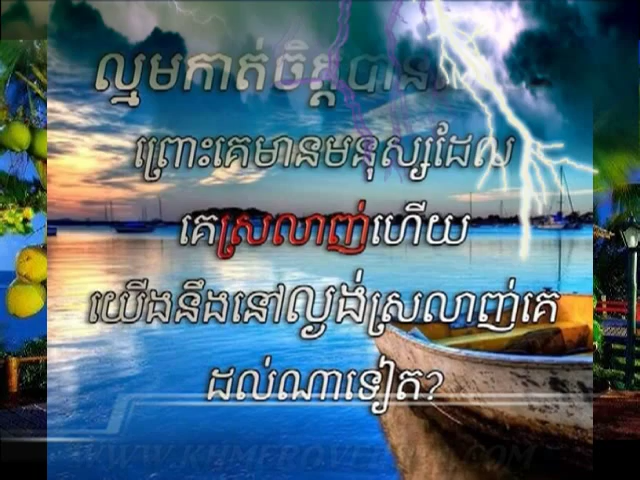 ល្មមកាត់ចិត្តបាន
ព្រោះគេមានមនុស្សដែល
គេស្រលាញ់ហើយ
យើងនឹងនៅល្ងង់ស្រលាញ់គេ
ដល់ណាទៀត?